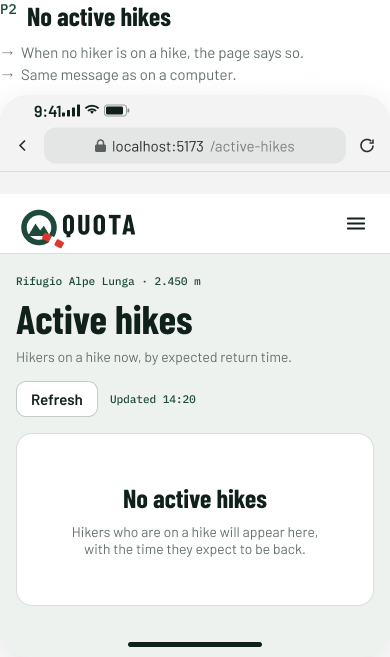 P2 No active hikes
→ When no hiker is on a hike, the page says so.
→ Same message as on a computer.
9:41
localhost:5173 /active-hikes
QUOTA
Rifugio Alpe Lunga · 2.450 m
Active hikes
Hikers on a hike now, by expected return time.
Refresh Updated 14:20
No active hikes
Hikers who are on a hike will appear here,
with the time they expect to be back.